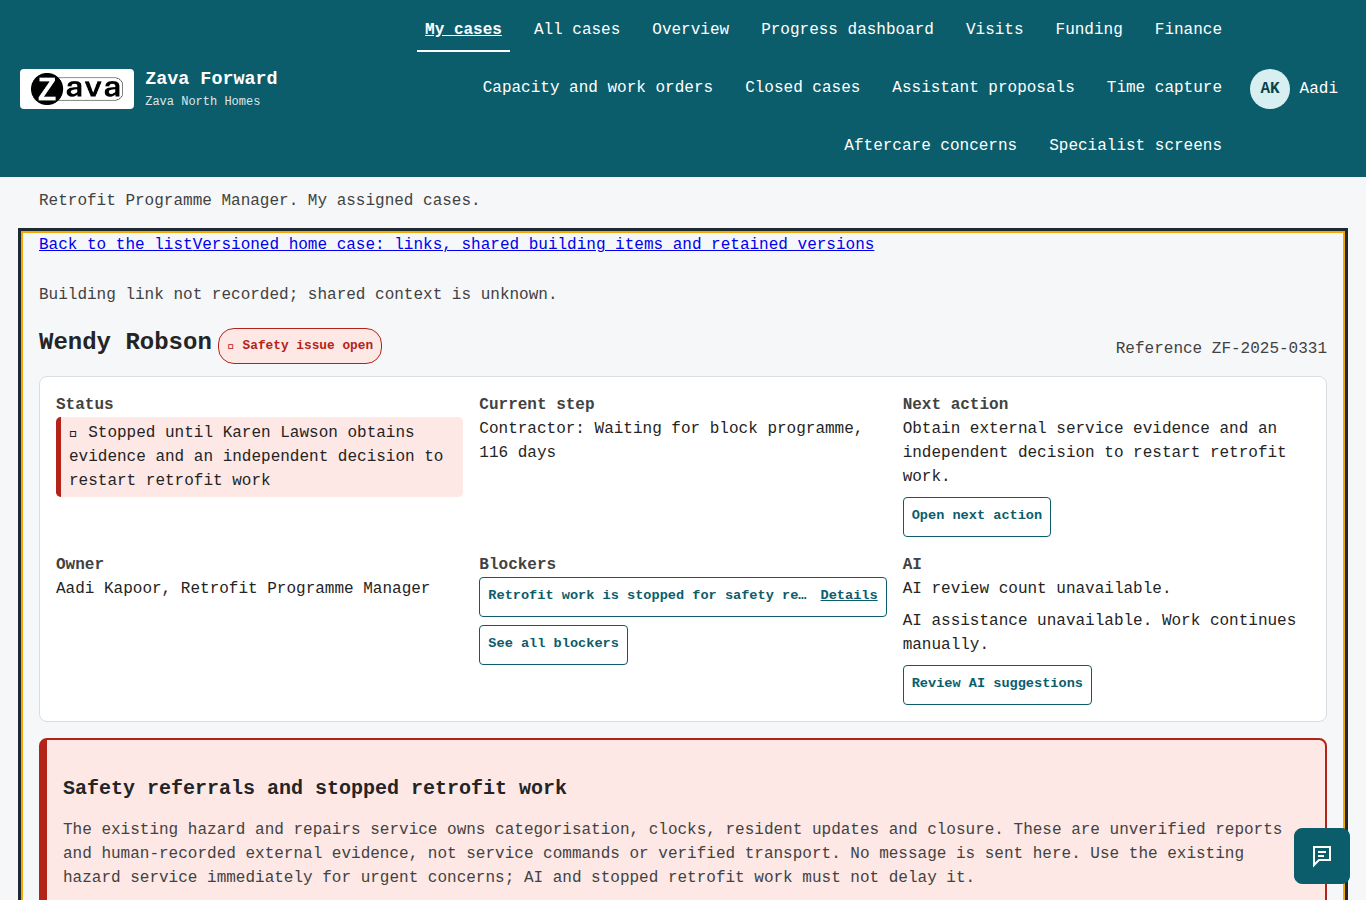 My cases All cases Overview Progress dashboard Visits Funding Finance
Zava
Zava Forward
Zava North Homes
Capacity and work orders Closed cases Assistant proposals Time capture
AK Aadi
Aftercare concerns Specialist screens
Retrofit Programme Manager. My assigned cases.
Back to the listVersioned home case: links, shared building items and retained versions
Building link not recorded; shared context is unknown.
Wendy Robson Safety issue open
Reference ZF-2025-0331
Status
Stopped until Karen Lawson obtains
evidence and an independent decision to
restart retrofit work
Current step
Contractor: Waiting for block programme,
116 days
Next action
Obtain external service evidence and an
independent decision to restart retrofit
work.
Open next action
Owner
Aadi Kapoor, Retrofit Programme Manager
Blockers
Retrofit work is stopped for safety re… Details
See all blockers
AI
AI review count unavailable.
AI assistance unavailable. Work continues
manually.
Review AI suggestions
Safety referrals and stopped retrofit work
The existing hazard and repairs service owns categorisation, clocks, resident updates and closure. These are unverified reports
and human-recorded external evidence, not service commands or verified transport. No message is sent here. Use the existing
hazard service immediately for urgent concerns; AI and stopped retrofit work must not delay it.